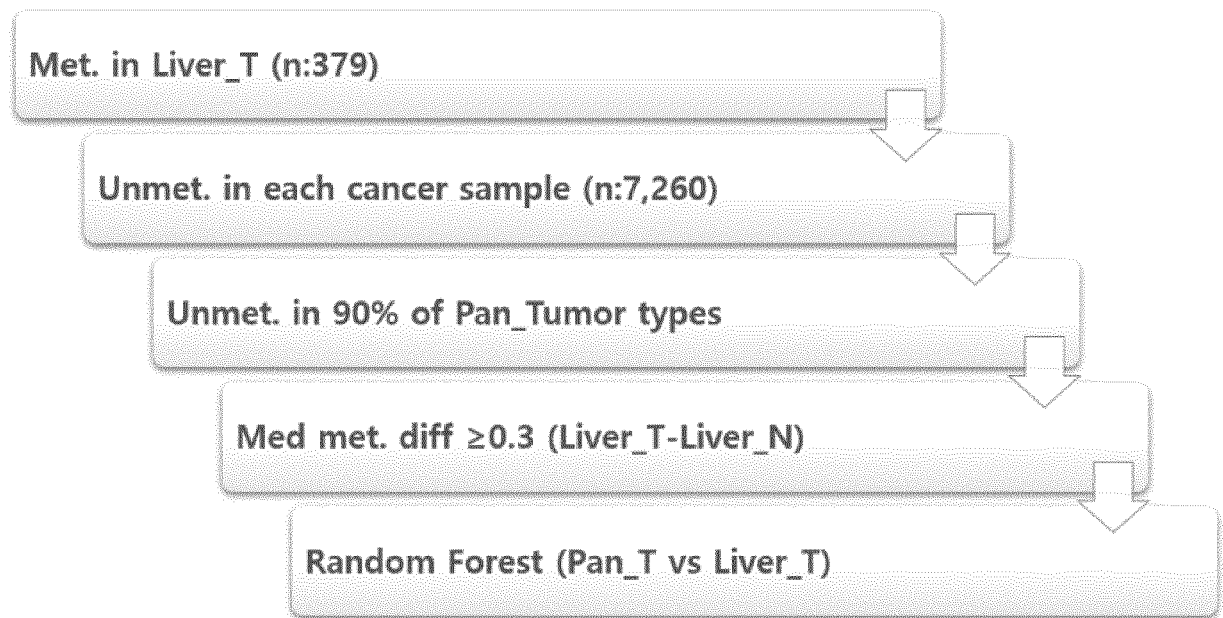 Met. in Liver_T (n:379)
Unmet. in each cancer sample (n:7,260)
Unmet. in 90% of Pan_Tumor types
Med met. diff ≥0.3 (Liver_T-Liver_N)
Random Forest (Pan_T vs Liver_T)